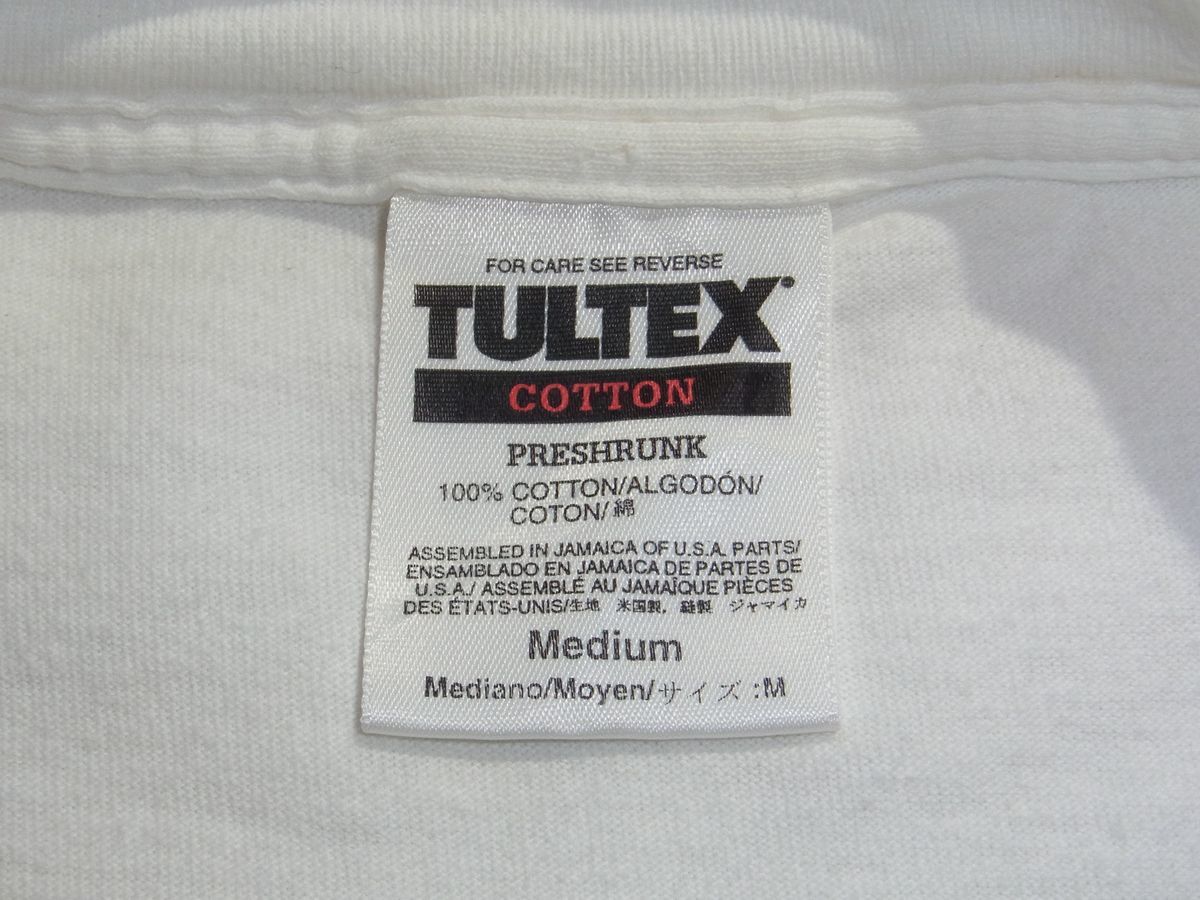 FOR CARE SEE REVERSE
TULTEX
COTTON
PRESHRUNK
100% COTTON/ALGODÓN/
COTON/綿
ASSEMBLED IN JAMAICA OF U.S.A. PARTS/
ENSAMBLADO EN JAMAICA DE PARTES DE
U.S.A./ ASSEMBLÉ AU JAMAÏQUE PIÈCES
DES ÉTATS-UNIS/生地 米国製, 縫製 ジャマイカ
Medium
Mediano/Moyen/サイズ :M